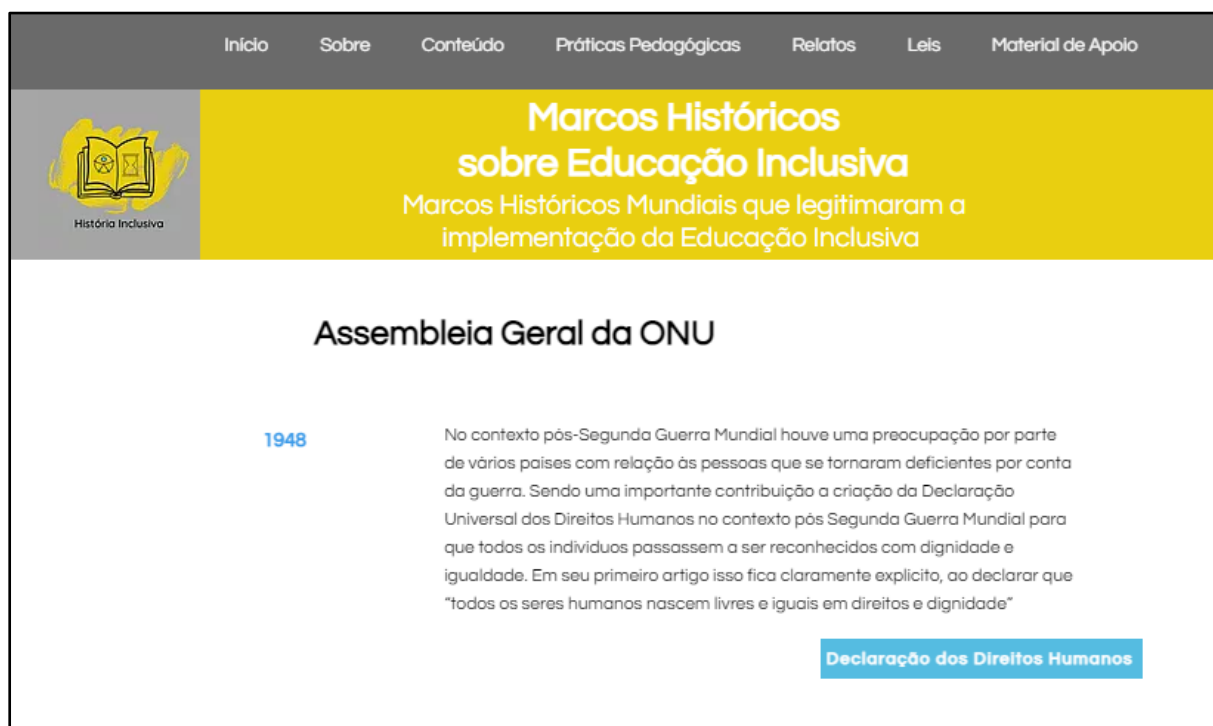 Início Sobre Conteúdo Práticas Pedagógicas Relatos Leis Material de Apoio
História Inclusiva
Marcos Históricos
sobre Educação Inclusiva
Marcos Históricos Mundiais que legitimaram a
implementação da Educação Inclusiva
Assembleia Geral da ONU
1948
No contexto pós-Segunda Guerra Mundial houve uma preocupação por parte
de vários países com relação às pessoas que se tornaram deficientes por conta
da guerra. Sendo uma importante contribuição a criação da Declaração
Universal dos Direitos Humanos no contexto pós Segunda Guerra Mundial para
que todos os indivíduos passassem a ser reconhecidos com dignidade e
igualdade. Em seu primeiro artigo isso fica claramente explícito, ao declarar que
“todos os seres humanos nascem livres e iguais em direitos e dignidade”
Declaração dos Direitos Humanos